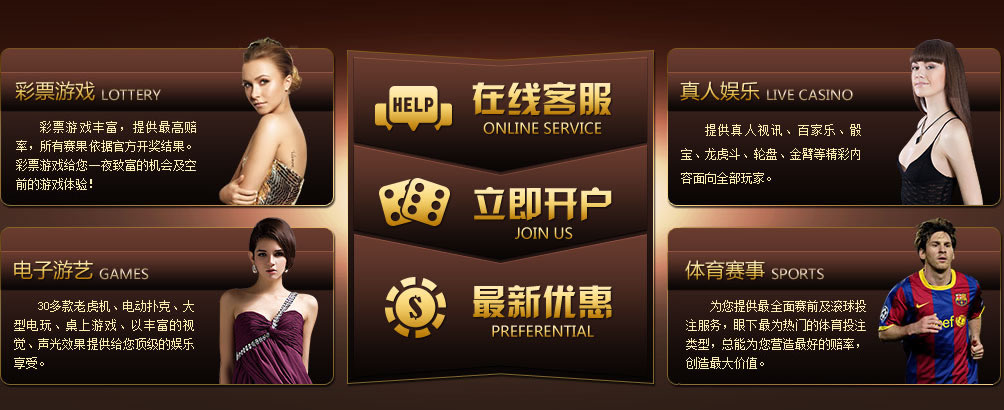 彩票游戏 LOTTERY
彩票游戏丰富，提供最高赔
率，所有赛果依据官方开奖结果。
彩票游戏给您一夜致富的机会及空
前的游戏体验！
电子游艺 GAMES
30多款老虎机、电动扑克、大
型电玩、桌上游戏、以丰富的视
觉、声光效果提供给您顶级的娱乐
享受。
HELP
在线客服
ONLINE SERVICE
立即开户
JOIN US
$
最新优惠
PREFERENTIAL
真人娱乐 LIVE CASINO
提供真人视讯、百家乐、骰
宝、龙虎斗、轮盘、金臂等精彩内
容面向全部玩家。
体育赛事 SPORTS
为您提供最全面赛前及滚球投
注服务，眼下最为热门的体育投注
类型，总能为您营造最好的赔率，
创造最大价值。